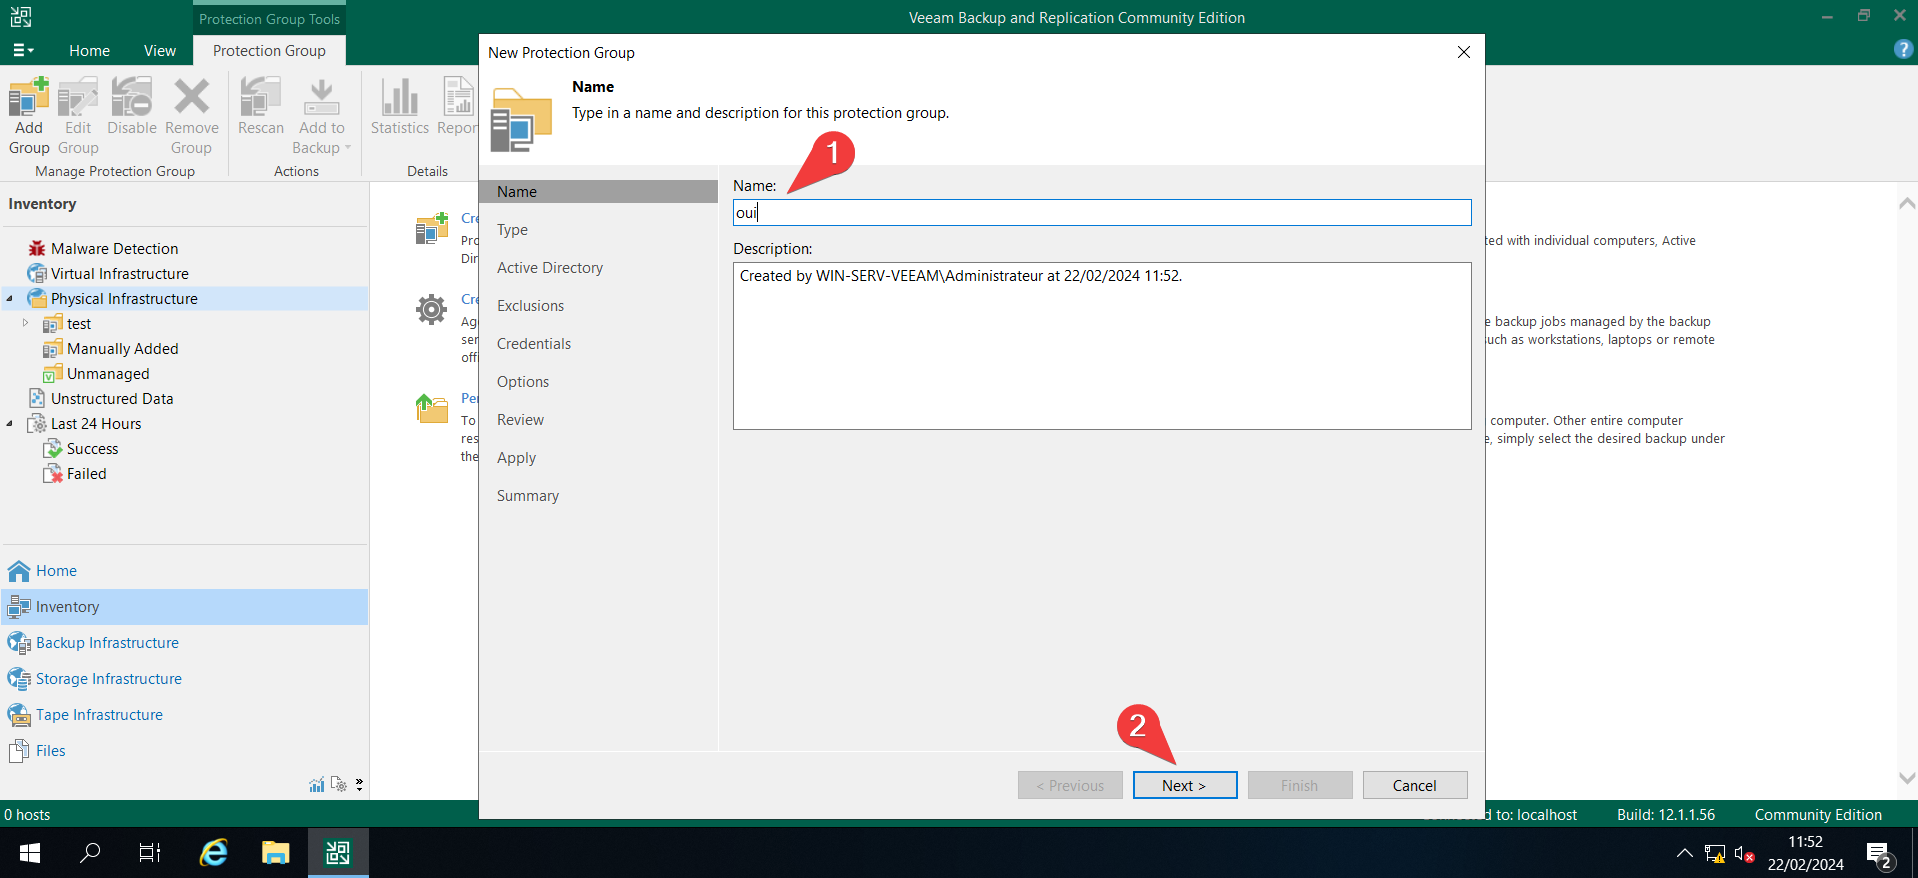 Protection Group Tools
Veeam Backup and Replication Community Edition
Home
View
Protection Group
?
Add Group
Edit Group
Disable
Remove Group
Rescan
Add to Backup
Statistics
Repor
Manage Protection Group
Actions
Details
Inventory
Malware Detection
Virtual Infrastructure
Physical Infrastructure
test
Manually Added
Unmanaged
Unstructured Data
Last 24 Hours
Success
Failed
Home
Inventory
Backup Infrastructure
Storage Infrastructure
Tape Infrastructure
Files
0 hosts
Cre
Pro
Dir
Cre
Age
ser
offi
Per
To
res
the
New Protection Group
Name
Type in a name and description for this protection group.
1
Name
Type
Active Directory
Exclusions
Credentials
Options
Review
Apply
Summary
Name:
oui
Description:
Created by WIN-SERV-VEEAM\Administrateur at 22/02/2024 11:52.
2
< Previous
Next >
Finish
Cancel
ted with individual computers, Active
e backup jobs managed by the backup
uch as workstations, laptops or remote
computer. Other entire computer
e, simply select the desired backup under
d to: localhost
Build: 12.1.1.56
Community Edition
11:52
22/02/2024
2